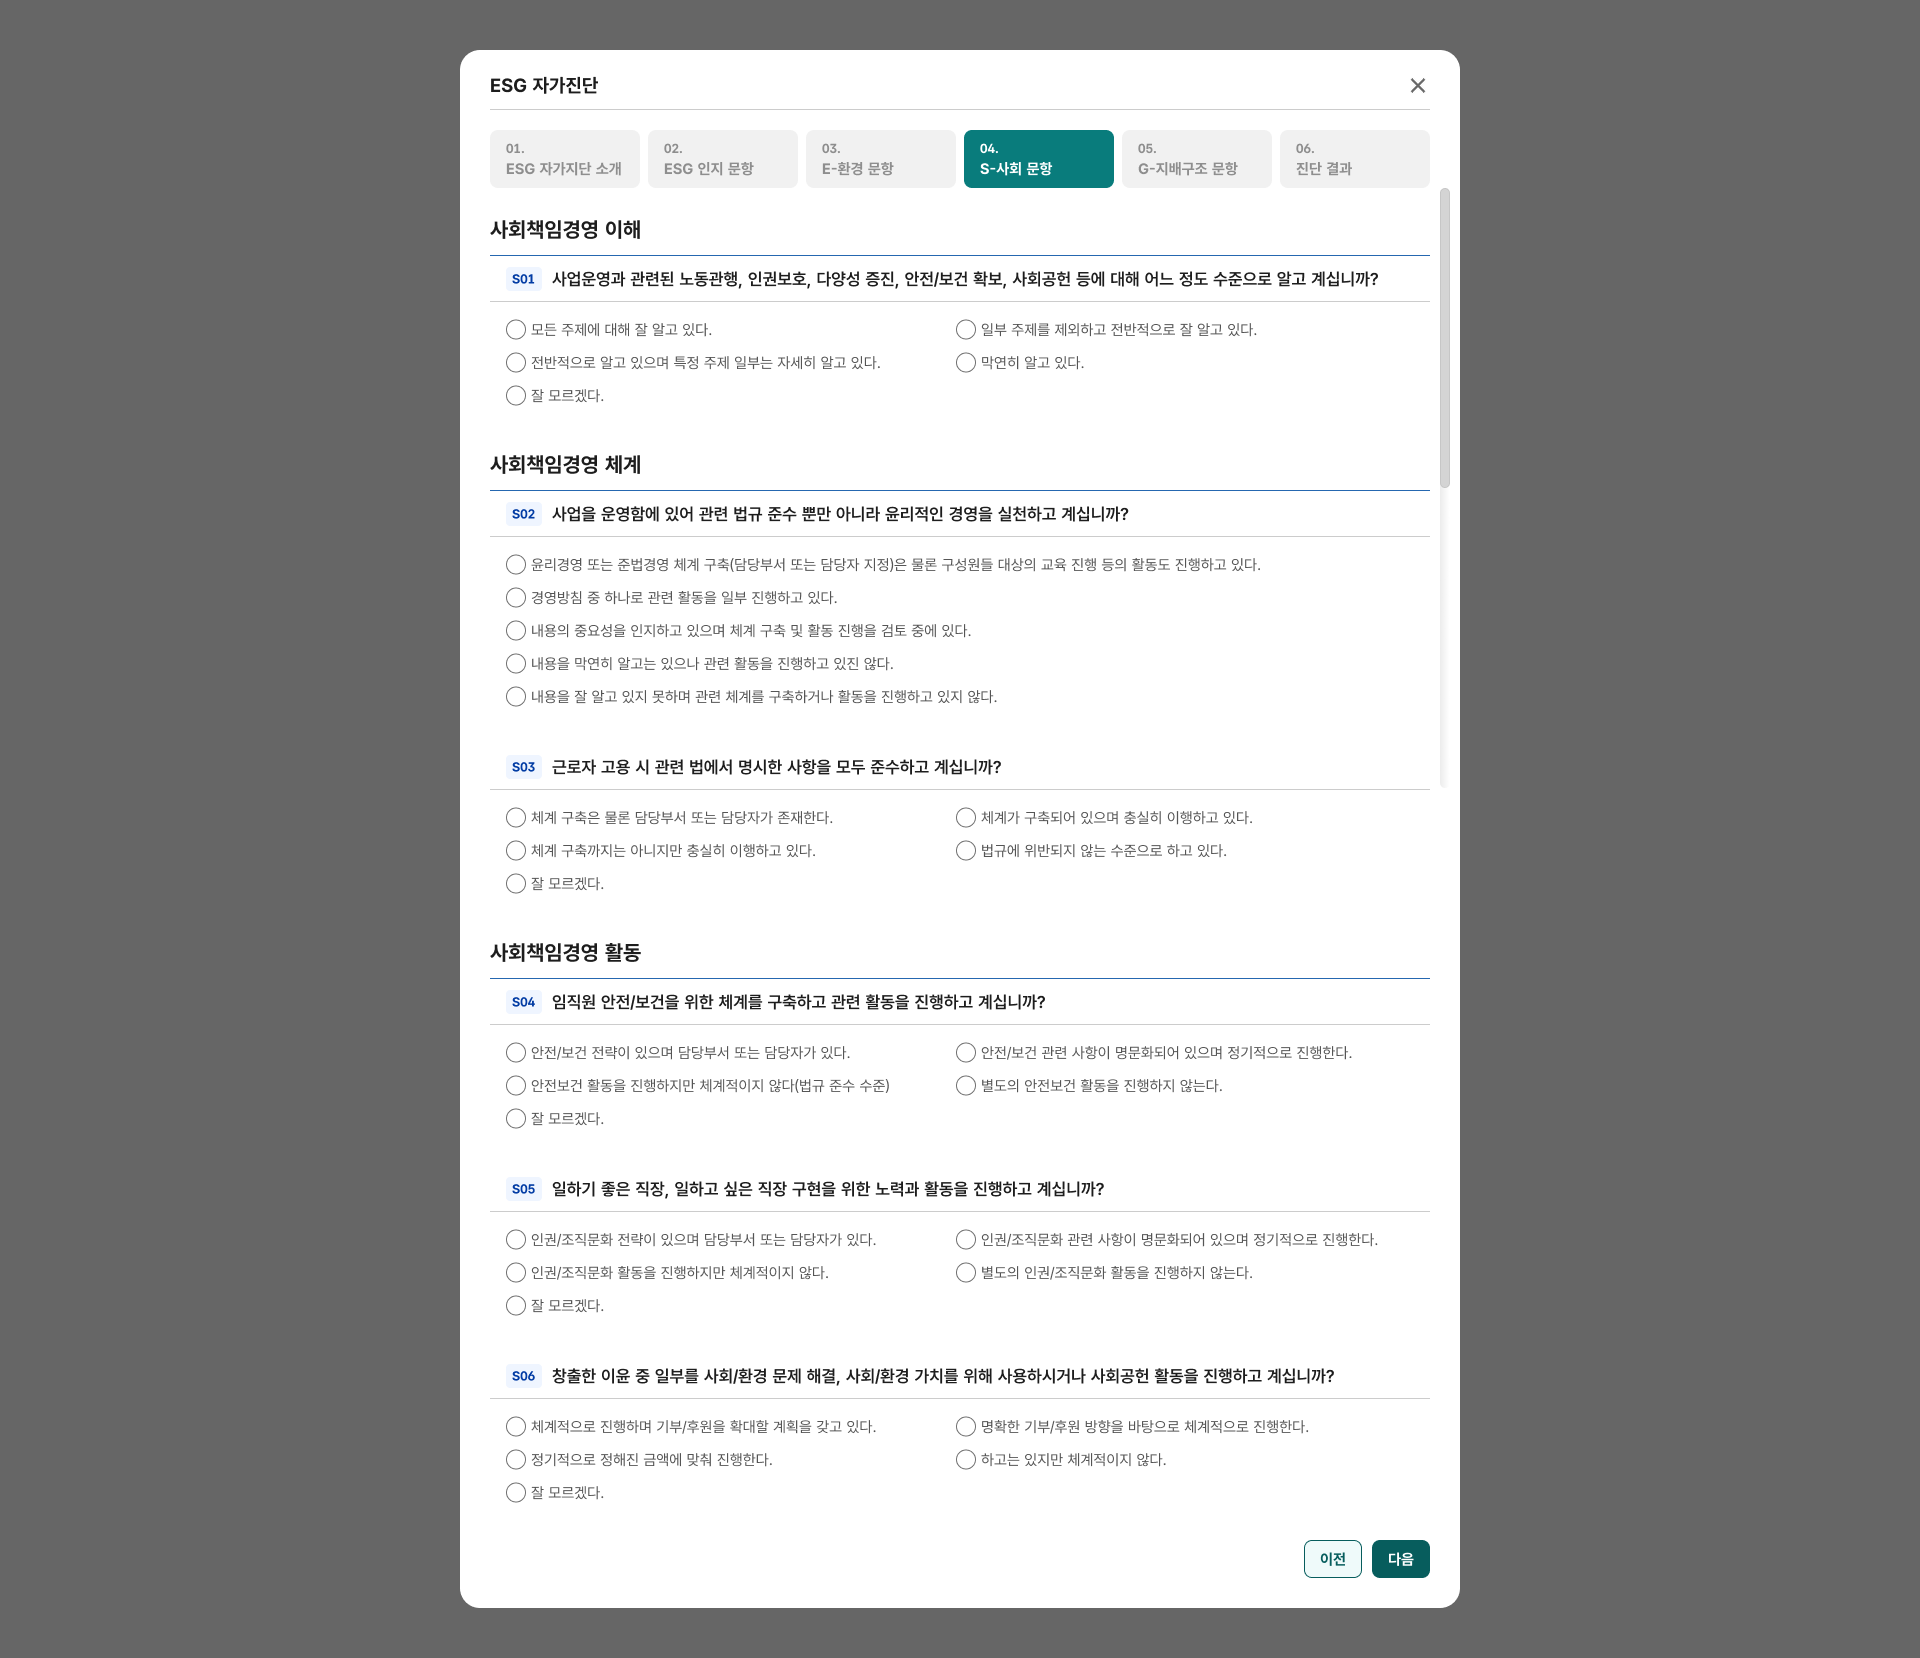 ESG 자가진단
01.
ESG 자가지단 소개
02.
ESG 인지 문항
03.
E-환경 문항
04.
S-사회 문항
05.
G-지배구조 문항
06.
진단 결과
사회책임경영 이해
S01 사업운영과 관련된 노동관행, 인권보호, 다양성 증진, 안전/보건 확보, 사회공헌 등에 대해 어느 정도 수준으로 알고 계십니까?
모든 주제에 대해 잘 알고 있다.
일부 주제를 제외하고 전반적으로 잘 알고 있다.
전반적으로 알고 있으며 특정 주제 일부는 자세히 알고 있다.
막연히 알고 있다.
잘 모르겠다.
사회책임경영 체계
S02 사업을 운영함에 있어 관련 법규 준수 뿐만 아니라 윤리적인 경영을 실천하고 계십니까?
윤리경영 또는 준법경영 체계 구축(담당부서 또는 담당자 지정)은 물론 구성원들 대상의 교육 진행 등의 활동도 진행하고 있다.
경영방침 중 하나로 관련 활동을 일부 진행하고 있다.
내용의 중요성을 인지하고 있으며 체계 구축 및 활동 진행을 검토 중에 있다.
내용을 막연히 알고는 있으나 관련 활동을 진행하고 있진 않다.
내용을 잘 알고 있지 못하며 관련 체계를 구축하거나 활동을 진행하고 있지 않다.
S03 근로자 고용 시 관련 법에서 명시한 사항을 모두 준수하고 계십니까?
체계 구축은 물론 담당부서 또는 담당자가 존재한다.
체계가 구축되어 있으며 충실히 이행하고 있다.
체계 구축까지는 아니지만 충실히 이행하고 있다.
법규에 위반되지 않는 수준으로 하고 있다.
잘 모르겠다.
사회책임경영 활동
S04 임직원 안전/보건을 위한 체계를 구축하고 관련 활동을 진행하고 계십니까?
안전/보건 전략이 있으며 담당부서 또는 담당자가 있다.
안전/보건 관련 사항이 명문화되어 있으며 정기적으로 진행한다.
안전보건 활동을 진행하지만 체계적이지 않다(법규 준수 수준)
별도의 안전보건 활동을 진행하지 않는다.
잘 모르겠다.
S05 일하기 좋은 직장, 일하고 싶은 직장 구현을 위한 노력과 활동을 진행하고 계십니까?
인권/조직문화 전략이 있으며 담당부서 또는 담당자가 있다.
인권/조직문화 관련 사항이 명문화되어 있으며 정기적으로 진행한다.
인권/조직문화 활동을 진행하지만 체계적이지 않다.
별도의 인권/조직문화 활동을 진행하지 않는다.
잘 모르겠다.
S06 창출한 이윤 중 일부를 사회/환경 문제 해결, 사회/환경 가치를 위해 사용하시거나 사회공헌 활동을 진행하고 계십니까?
체계적으로 진행하며 기부/후원을 확대할 계획을 갖고 있다.
명확한 기부/후원 방향을 바탕으로 체계적으로 진행한다.
정기적으로 정해진 금액에 맞춰 진행한다.
하고는 있지만 체계적이지 않다.
잘 모르겠다.
이전
다음